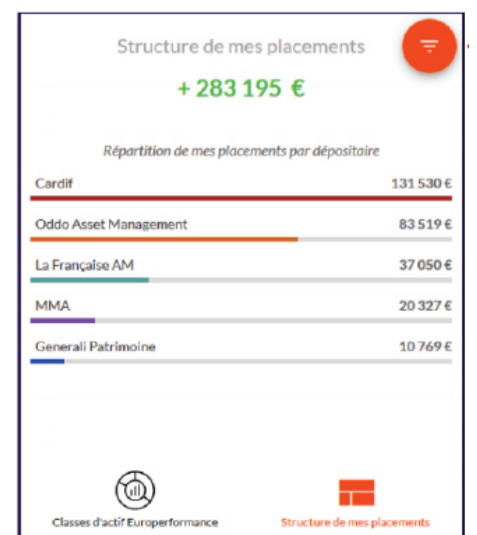 Structure de mes placements
+ 283 195 €
Répartition de mes placements par dépositaire
Cardif 131 530 €
Oddo Asset Management 83 519 €
La Française AM 37 050 €
MMA 20 327 €
Generali Patrimoine 10 769 €
Classes d'actif Europerformance Structure de mes placements